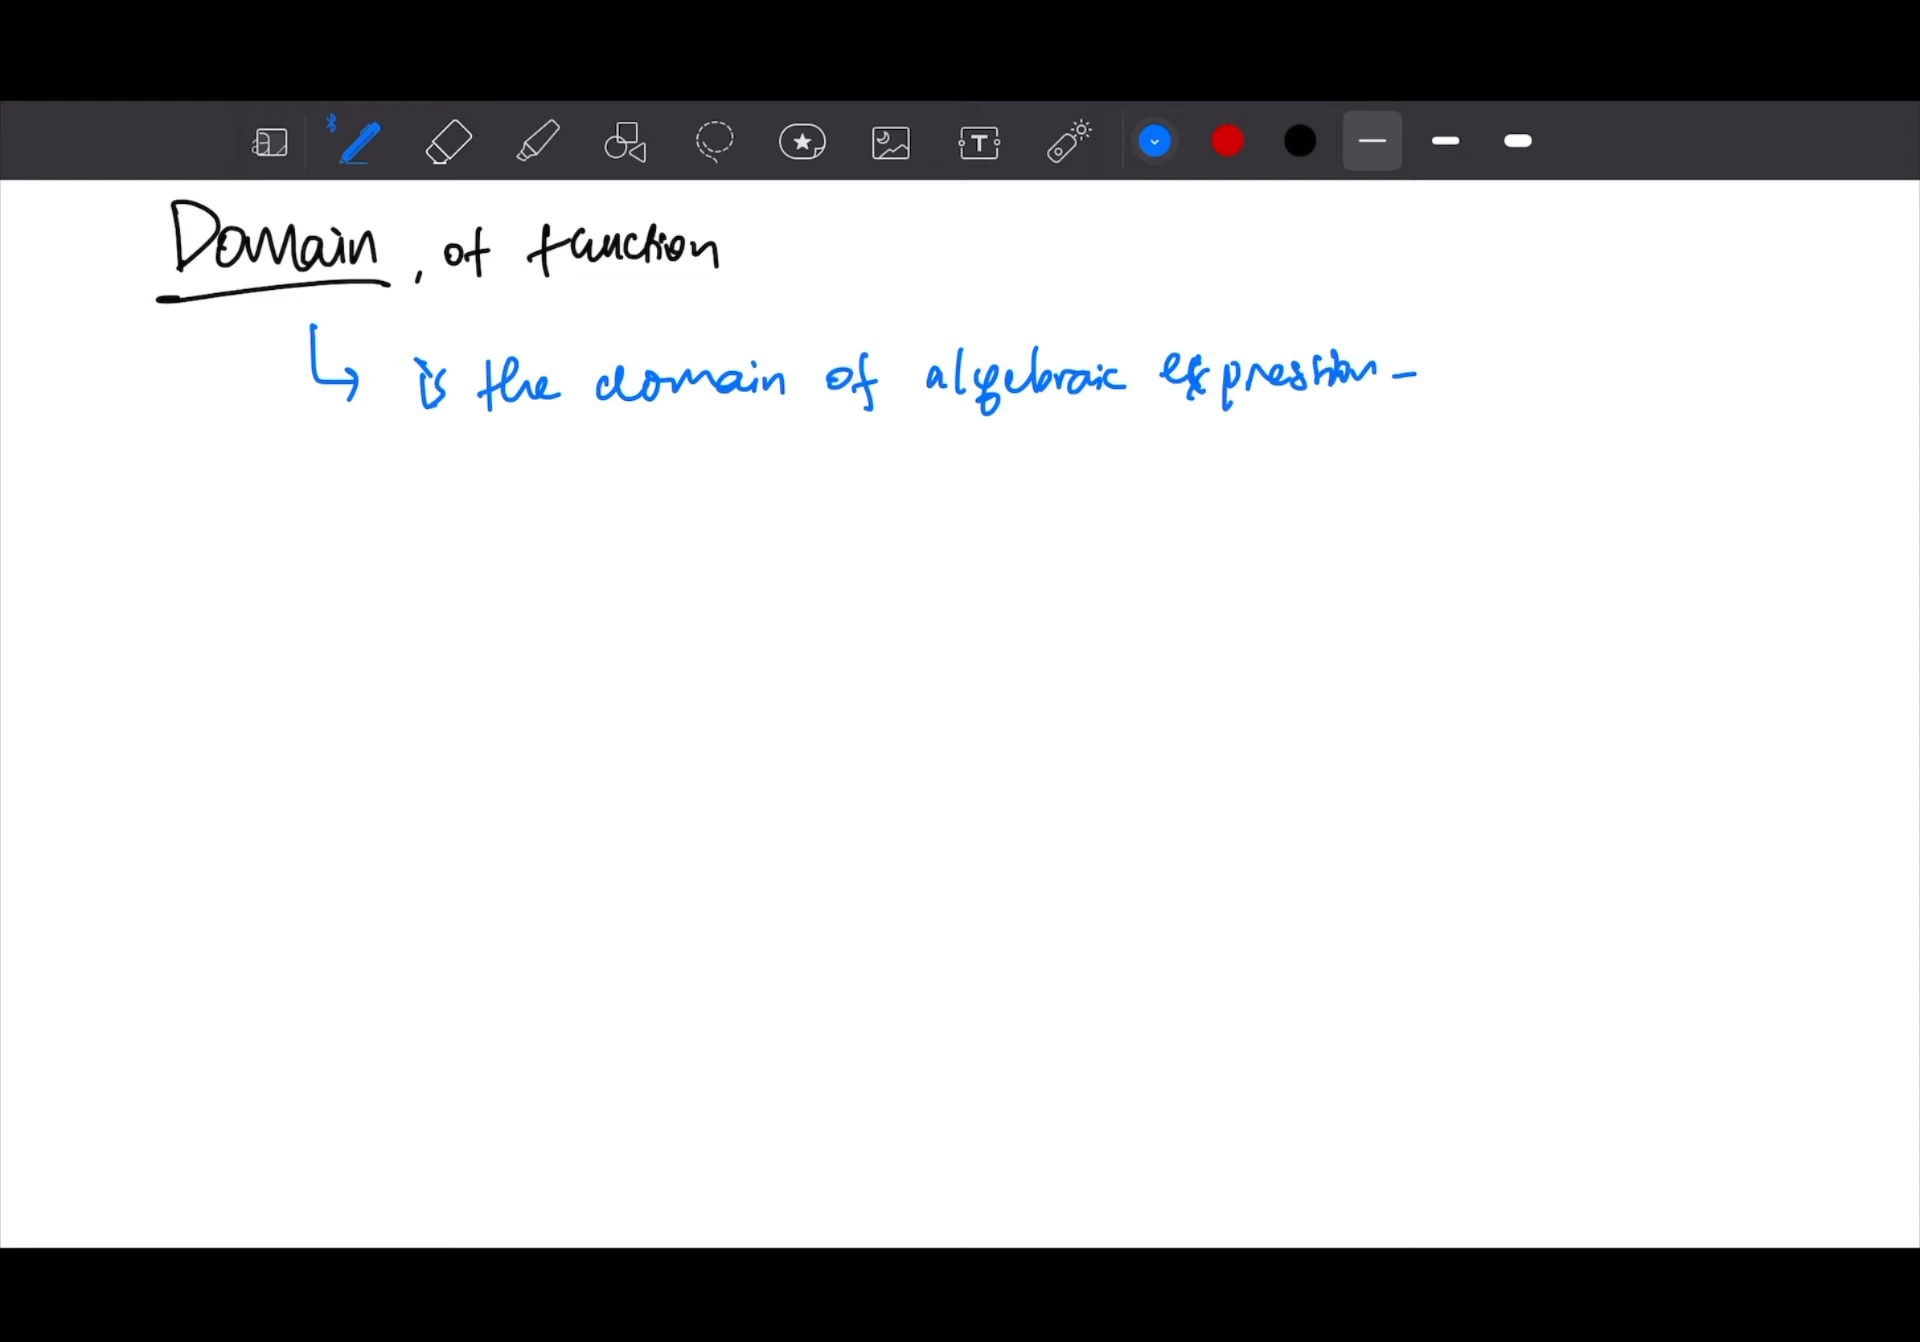 Domain, of function
↳ is the domain of algebraic expression -